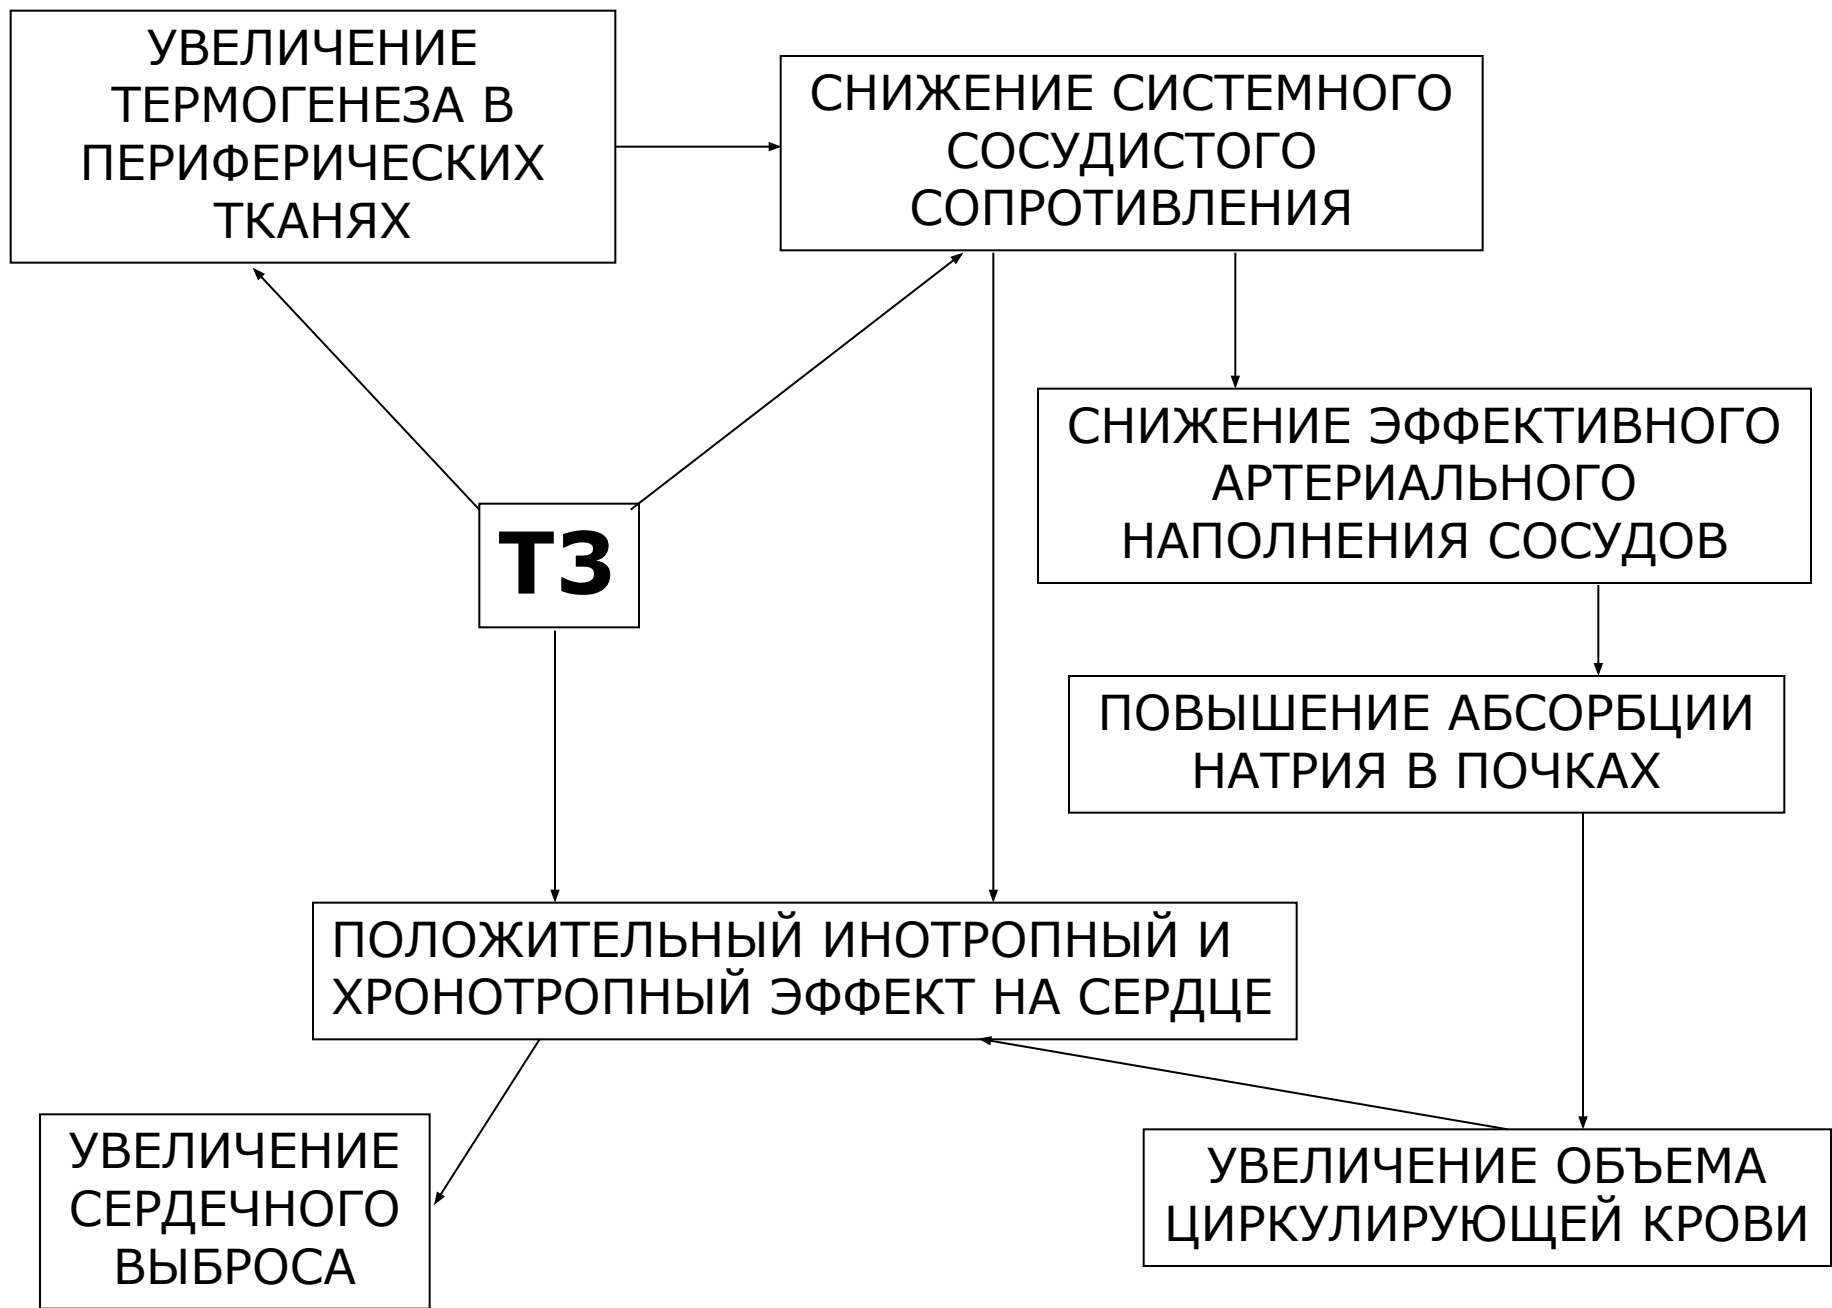 УВЕЛИЧЕНИЕ
ТЕРМОГЕНЕЗА В
ПЕРИФЕРИЧЕСКИХ
ТКАНЯХ
СНИЖЕНИЕ СИСТЕМНОГО
СОСУДИСТОГО
СОПРОТИВЛЕНИЯ
СНИЖЕНИЕ ЭФФЕКТИВНОГО
АРТЕРИАЛЬНОГО
НАПОЛНЕНИЯ СОСУДОВ
Т3
ПОВЫШЕНИЕ АБСОРБЦИИ
НАТРИЯ В ПОЧКАХ
ПОЛОЖИТЕЛЬНЫЙ ИНОТРОПНЫЙ И
ХРОНОТРОПНЫЙ ЭФФЕКТ НА СЕРДЦЕ
УВЕЛИЧЕНИЕ
СЕРДЕЧНОГО
ВЫБРОСА
УВЕЛИЧЕНИЕ ОБЪЕМА
ЦИРКУЛИРУЮЩЕЙ КРОВИ